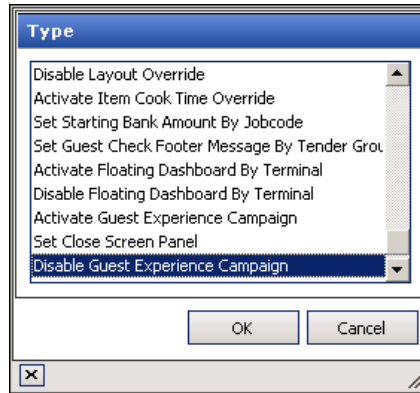 Type
Disable Layout Override
Activate Item Cook Time Override
Set Starting Bank Amount By Jobcode
Set Guest Check Footer Message By Tender Grou
Activate Floating Dashboard By Terminal
Disable Floating Dashboard By Terminal
Activate Guest Experience Campaign
Set Close Screen Panel
Disable Guest Experience Campaign
OK
Cancel